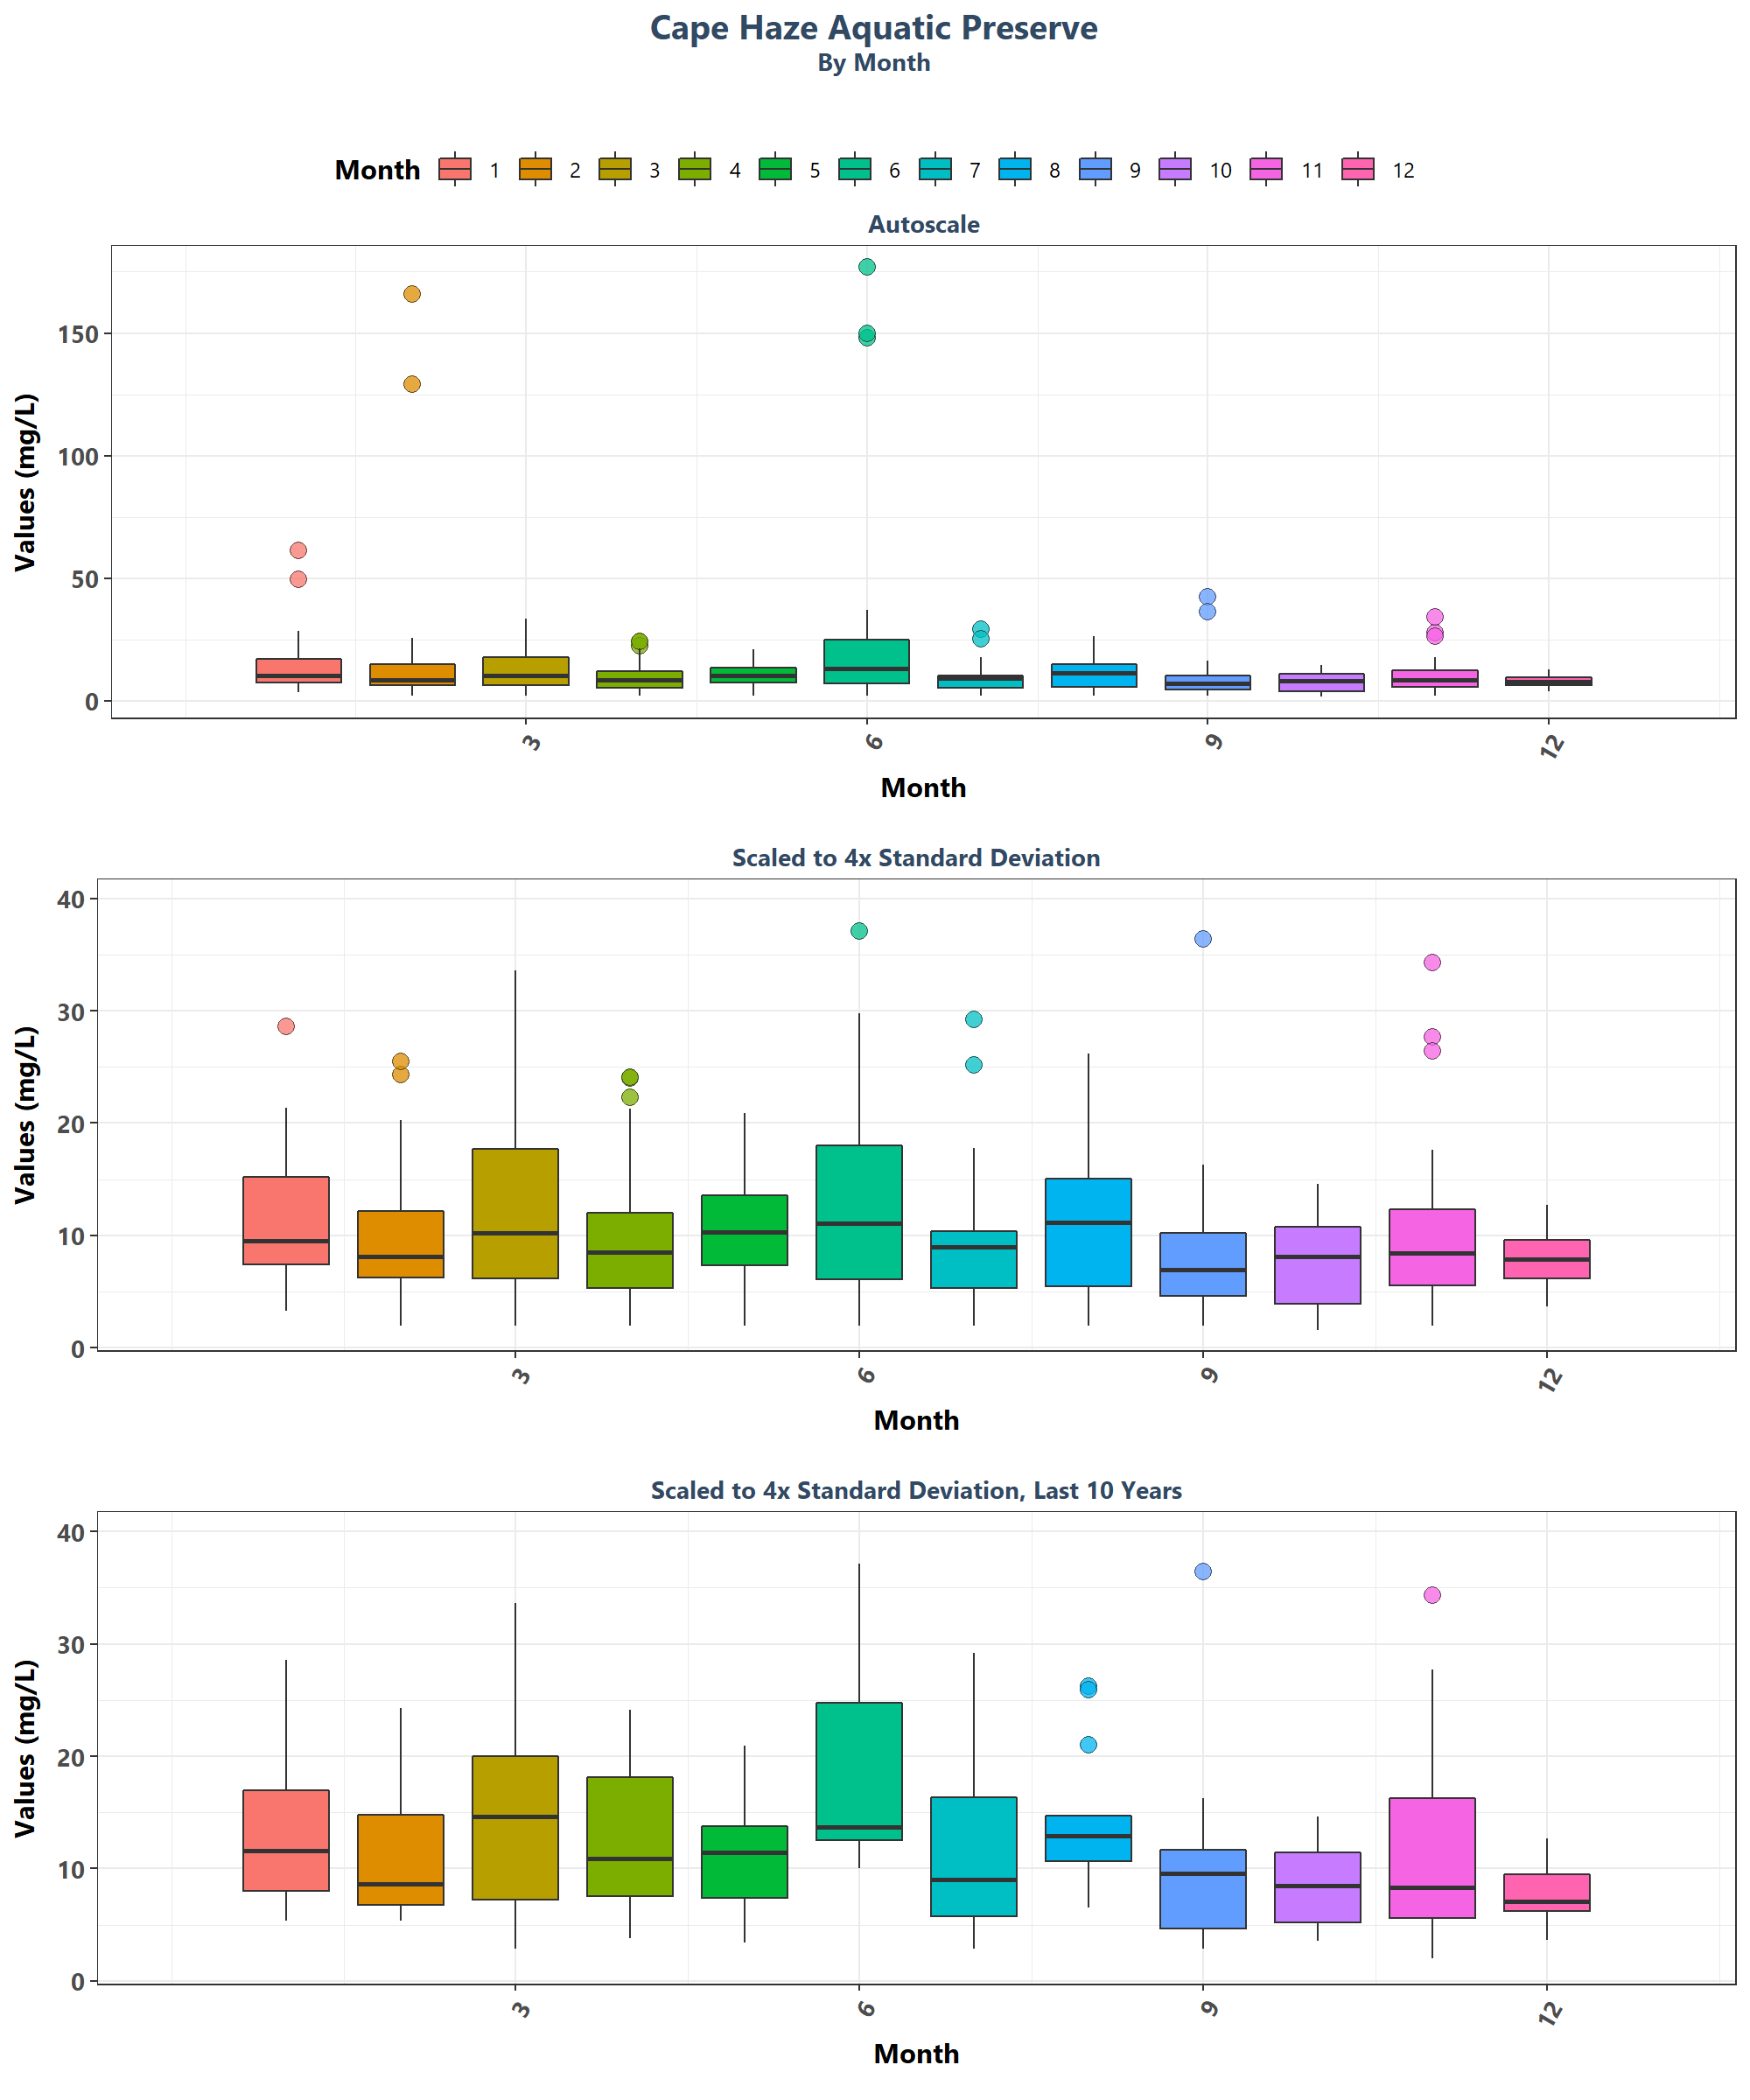 Cape Haze Aquatic Preserve
By Month
Month 1 2 3 4 5 6 7 8 9 10 11 12
Autoscale
Values (mg/L)
150
100
50
0
3 6 9 12
Month
Scaled to 4x Standard Deviation
Values (mg/L)
40
30
20
10
0
3 6 9 12
Month
Scaled to 4x Standard Deviation, Last 10 Years
Values (mg/L)
40
30
20
10
0
3 6 9 12
Month